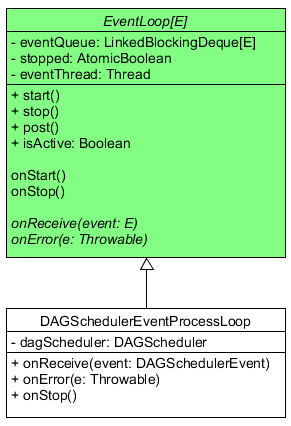 EventLoop[E]
- eventQueue: LinkedBlockingDeque[E]
- stopped: AtomicBoolean
- eventThread: Thread
+ start()
+ stop()
+ post()
+ isActive: Boolean
onStart()
onStop()
onReceive(event: E)
onError(e: Throwable)
DAGSchedulerEventProcessLoop
- dagScheduler: DAGScheduler
+ onReceive(event: DAGSchedulerEvent)
+ onError(e: Throwable)
+ onStop()